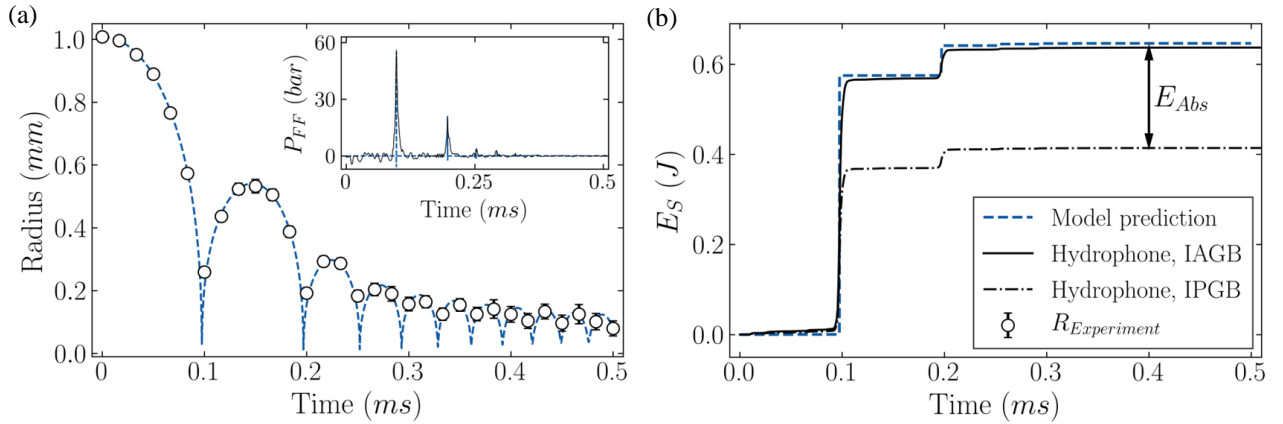 (a)
1.0
0.8
0.6
0.4
0.2
0.0
Radius (mm)
0
0.1
0.2
0.3
0.4
0.5
Time (ms)
60
30
0
P_FF (bar)
0
0.25
0.5
Time (ms)
(b)
0.6
0.4
0.2
0.0
E_S (J)
0.0
0.1
0.2
0.3
0.4
0.5
Time (ms)
E_Abs
Model prediction
Hydrophone, IAGB
Hydrophone, IPGB
R_Experiment